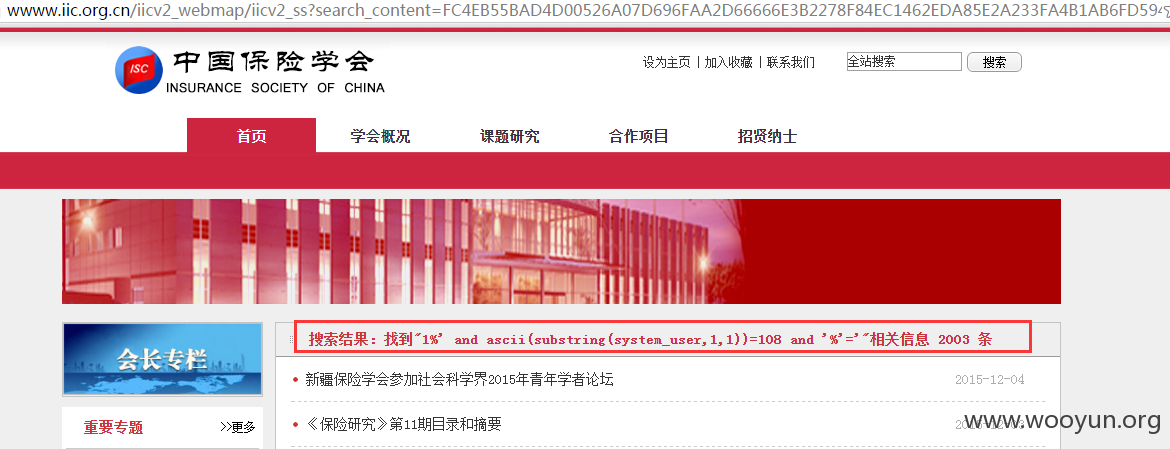 www.iic.org.cn/iicv2_webmap/iicv2_ss?search_content=FC4EB55BAD4D00526A07D696FAA2D66666E3B2278F84EC1462EDA85E2A233FA4B1AB6FD594
ISC 中国保险学会
INSURANCE SOCIETY OF CHINA
设为主页 | 加入收藏 | 联系我们
全站搜索 搜索
首页 学会概况 课题研究 合作项目 招贤纳士
会长专栏
搜索结果：找到"1%' and ascii(substring(system_user,1,1))=108 and '%'='"相关信息 2003 条
新疆保险学会参加社会科学界2015年青年学者论坛 2015-12-04
《保险研究》第11期目录和摘要
重要专题 >>更多
www.wooyun.org